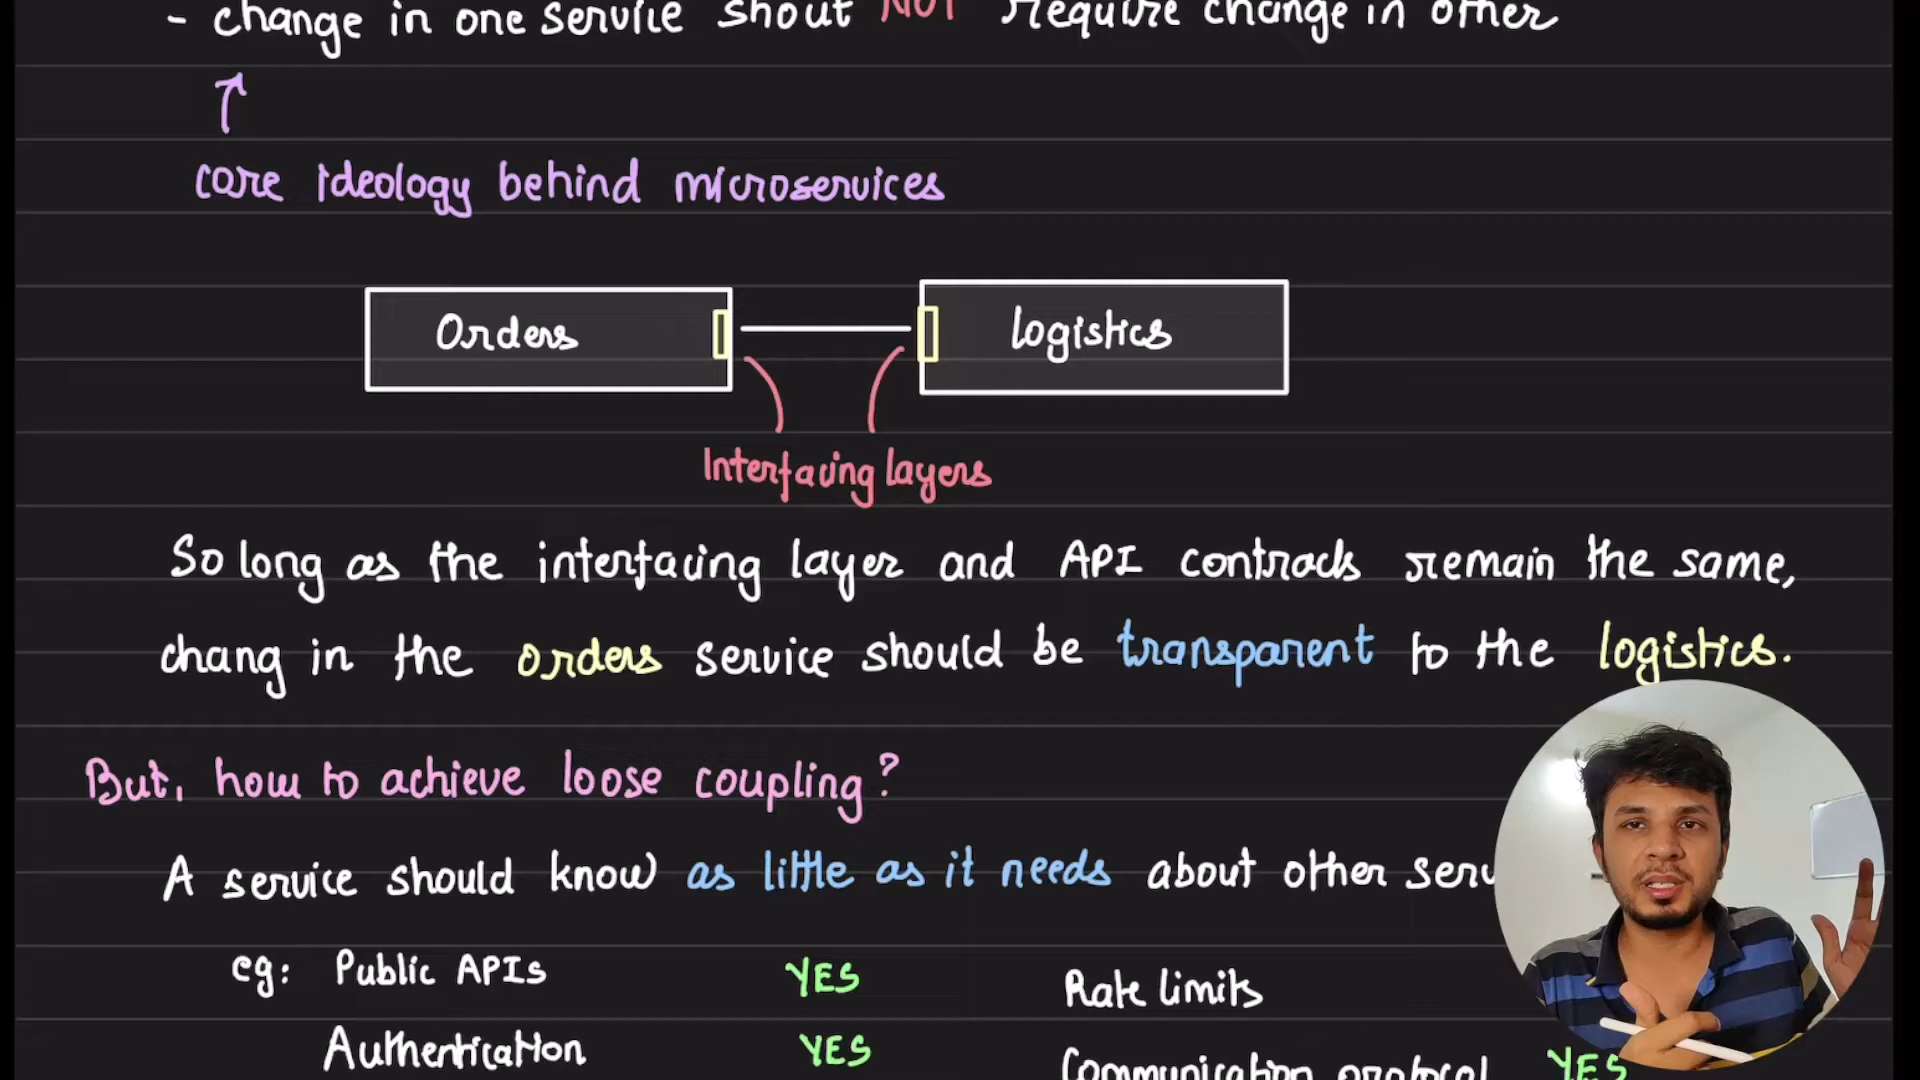 - change in one service shout NOT require change in other
↑
core ideology behind microservices
Orders
logistics
Interfacing layers
So long as the interfacing layer and API contracts remain the same,
chang in the orders service should be transparent to the logistics.
But, how to achieve loose coupling?
A service should know as little as it needs about other serv
eg: Public APIs YES Rate limits
Authentication YES Communication protocol YES